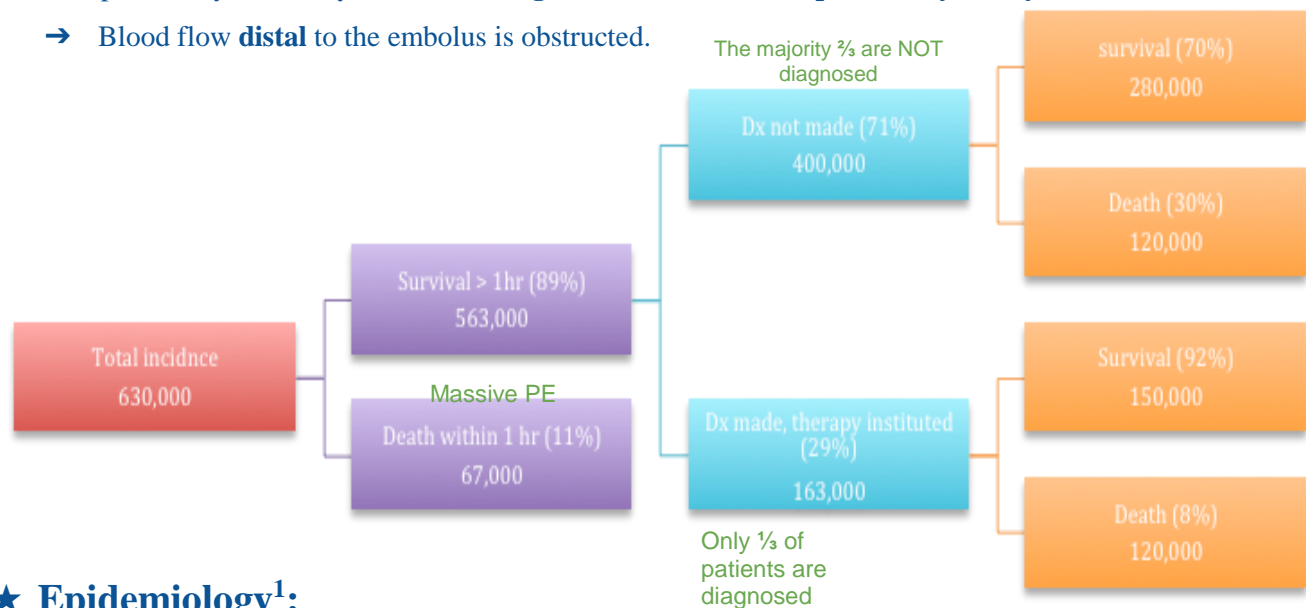 ➔ Blood flow distal to the embolus is obstructed.
The majority ⅔ are NOT
diagnosed
Total incidnce
630,000
Survival > 1hr (89%)
563,000
Massive PE
Death within 1 hr (11%)
67,000
Dx not made (71%)
400,000
Dx made, therapy instituted
(29%)
163,000
Only ⅓ of
patients are
diagnosed
survival (70%)
280,000
Death (30%)
120,000
Survival (92%)
150,000
Death (8%)
120,000
★ Epidemiology¹: